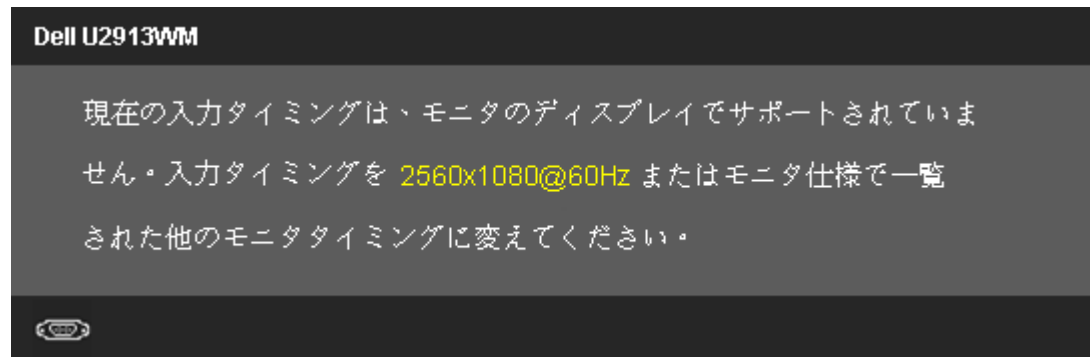 Dell U2913WM
現在の入力タイミングは、モニタのディスプレイでサポートされていま
せん。入力タイミングを 2560x1080@60Hz またはモニタ仕様で一覧
された他のモニタタイミングに変えてください。